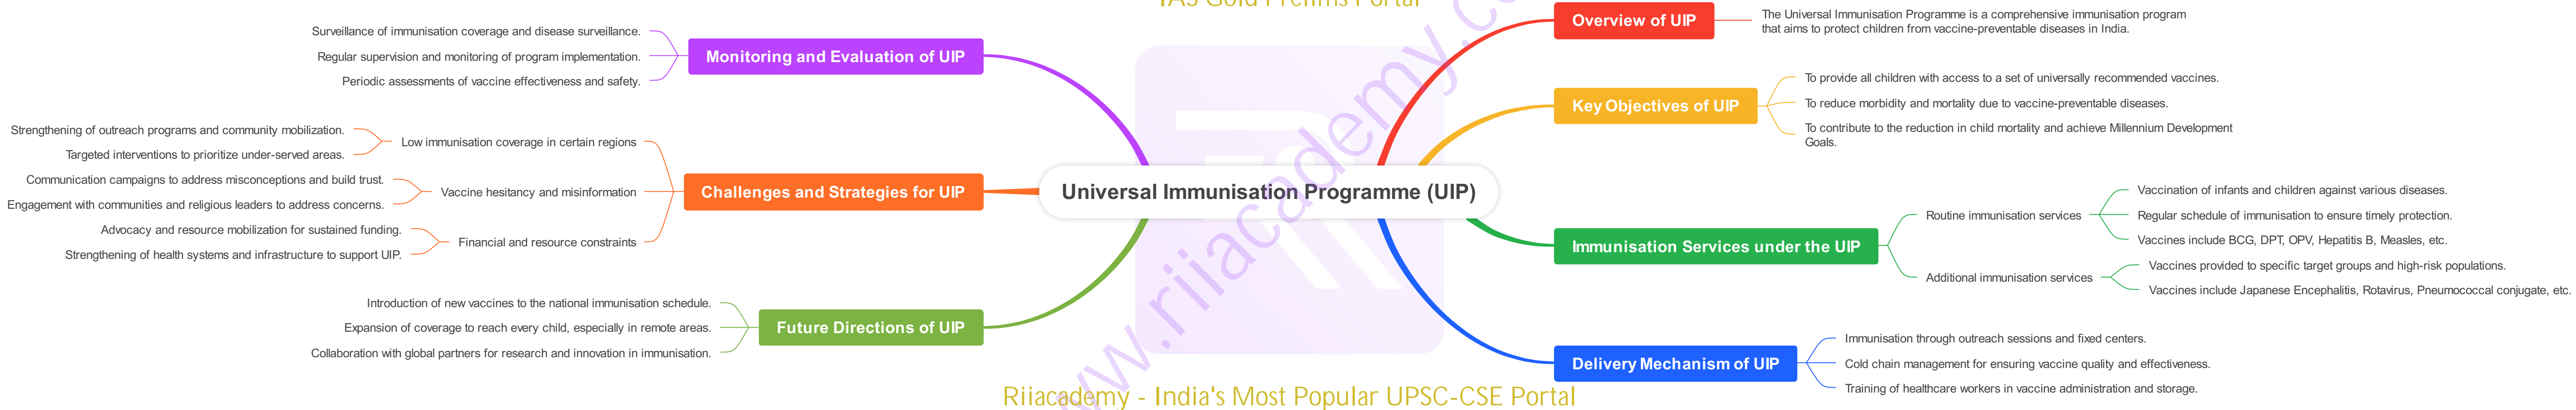 IAS Gold Prelims Portal
Universal Immunisation Programme (UIP)
Overview of UIP
The Universal Immunisation Programme is a comprehensive immunisation program
that aims to protect children from vaccine-preventable diseases in India.
Key Objectives of UIP
To provide all children with access to a set of universally recommended vaccines.
To reduce morbidity and mortality due to vaccine-preventable diseases.
To contribute to the reduction in child mortality and achieve Millennium Development
Goals.
Immunisation Services under the UIP
Routine immunisation services
Vaccination of infants and children against various diseases.
Regular schedule of immunisation to ensure timely protection.
Vaccines include BCG, DPT, OPV, Hepatitis B, Measles, etc.
Additional immunisation services
Vaccines provided to specific target groups and high-risk populations.
Vaccines include Japanese Encephalitis, Rotavirus, Pneumococcal conjugate, etc.
Delivery Mechanism of UIP
Immunisation through outreach sessions and fixed centers.
Cold chain management for ensuring vaccine quality and effectiveness.
Training of healthcare workers in vaccine administration and storage.
Monitoring and Evaluation of UIP
Surveillance of immunisation coverage and disease surveillance.
Regular supervision and monitoring of program implementation.
Periodic assessments of vaccine effectiveness and safety.
Challenges and Strategies for UIP
Low immunisation coverage in certain regions
Strengthening of outreach programs and community mobilization.
Targeted interventions to prioritize under-served areas.
Vaccine hesitancy and misinformation
Communication campaigns to address misconceptions and build trust.
Engagement with communities and religious leaders to address concerns.
Financial and resource constraints
Advocacy and resource mobilization for sustained funding.
Strengthening of health systems and infrastructure to support UIP.
Future Directions of UIP
Introduction of new vaccines to the national immunisation schedule.
Expansion of coverage to reach every child, especially in remote areas.
Collaboration with global partners for research and innovation in immunisation.
www.riiacademy.co
Riiacademy - India's Most Popular UPSC-CSE Portal